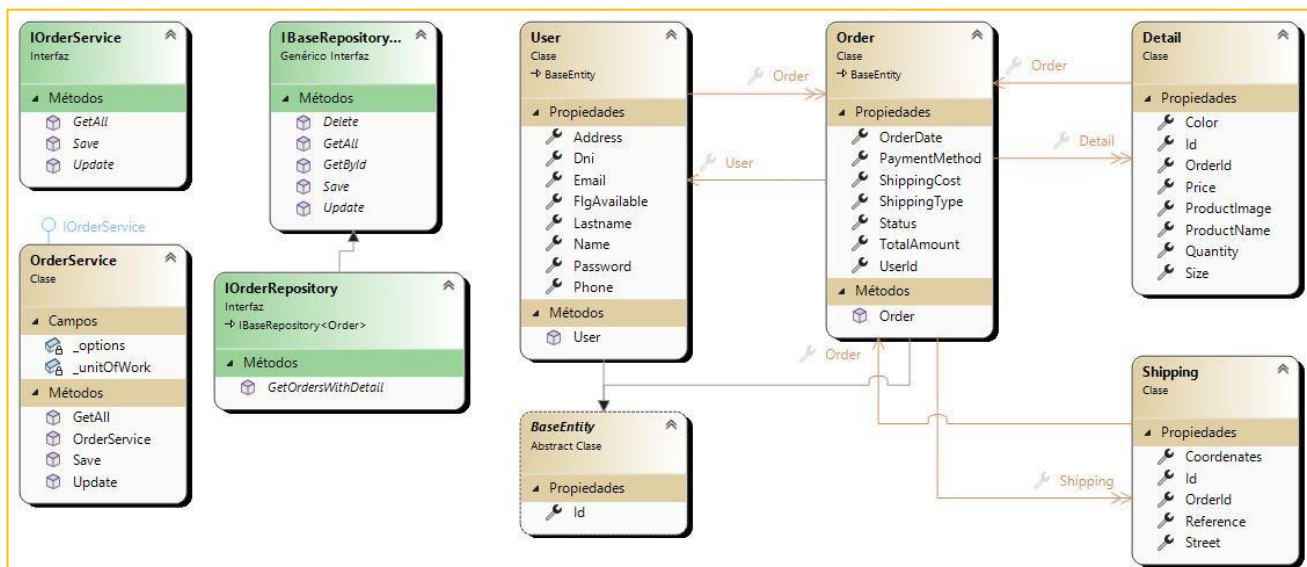 IOrderService
Interfaz
Métodos
GetAll
Save
Update
IOrderService
OrderService
Clase
Campos
_options
_unitOfWork
Métodos
GetAll
OrderService
Save
Update
IBaseRepository...
Genérico Interfaz
Métodos
Delete
GetAll
GetById
Save
Update
IOrderRepository
Interfaz
IBaseRepository<Order>
Métodos
GetOrdersWithDetail
User
Clase
BaseEntity
Propiedades
Address
Dni
Email
FlgAvailable
Lastname
Name
Password
Phone
Métodos
User
Order
User
BaseEntity
Abstract Clase
Propiedades
Id
Order
Clase
BaseEntity
Propiedades
OrderDate
PaymentMethod
ShippingCost
ShippingType
Status
TotalAmount
UserId
Métodos
Order
Order
Detail
Order
Shipping
Detail
Clase
Propiedades
Color
Id
OrderId
Price
ProductImage
ProductName
Quantity
Size
Shipping
Clase
Propiedades
Coordenates
Id
OrderId
Reference
Street